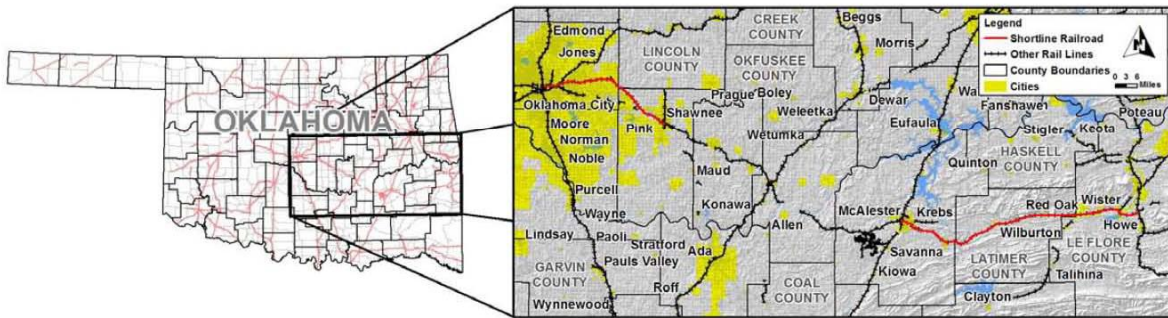 OKLAHOMA
Edmond
Jones
LINCOLN
COUNTY
CREEK
COUNTY
OKFUSKEE
COUNTY
Beggs
Morris
Legend
Shortline Railroad
Other Rail Lines
County Boundaries
Cities
N
0 3 6
Miles
Oklahoma City
Moore
Norman
Noble
Pink
Shawnee
Prague
Boley
Weleetka
Wetumka
Dewar
Eufaula
Wa
Fanshawe
Stigler
Keota
Poteau
HASKELL
COUNTY
Quinton
Purcell
Wayne
Maud
Konawa
Allen
McAlester
Krebs
Red Oak
Wister
Howe
Wilburton
Lindsay
Paoli
Stratford
Pauls Valley
Ada
Roff
GARVIN
COUNTY
Wynnewood
COAL
COUNTY
Savanna
Kiowa
LATIMER
COUNTY
LE FLORE
COUNTY
Talihina
Clayton